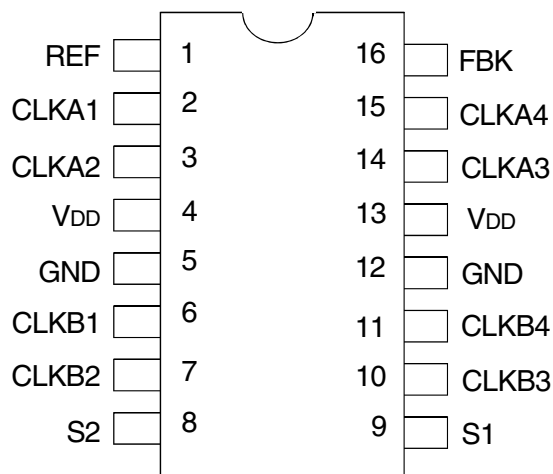 REF 1 16 FBK
CLKA1 2 15 CLKA4
CLKA2 3 14 CLKA3
VDD 4 13 VDD
GND 5 12 GND
CLKB1 6 11 CLKB4
CLKB2 7 10 CLKB3
S2 8 9 S1